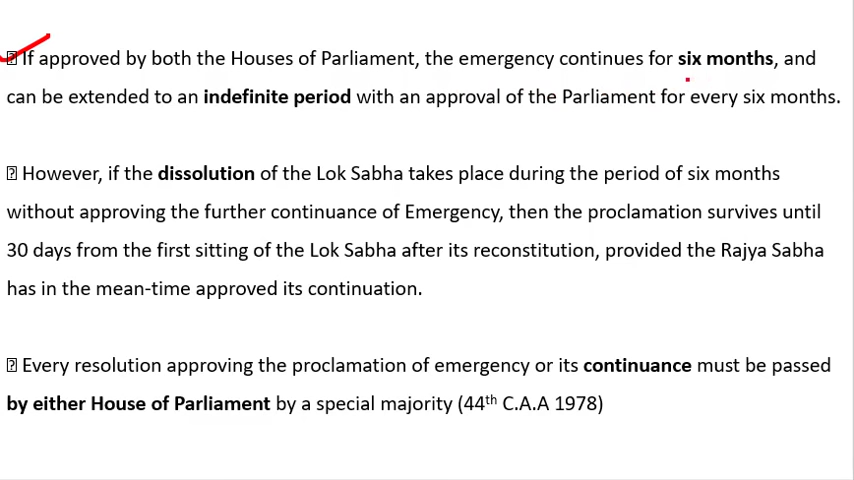 If approved by both the Houses of Parliament, the emergency continues for six months, and
can be extended to an indefinite period with an approval of the Parliament for every six months.
However, if the dissolution of the Lok Sabha takes place during the period of six months
without approving the further continuance of Emergency, then the proclamation survives until
30 days from the first sitting of the Lok Sabha after its reconstitution, provided the Rajya Sabha
has in the mean-time approved its continuation.
Every resolution approving the proclamation of emergency or its continuance must be passed
by either House of Parliament by a special majority (44th C.A.A 1978)